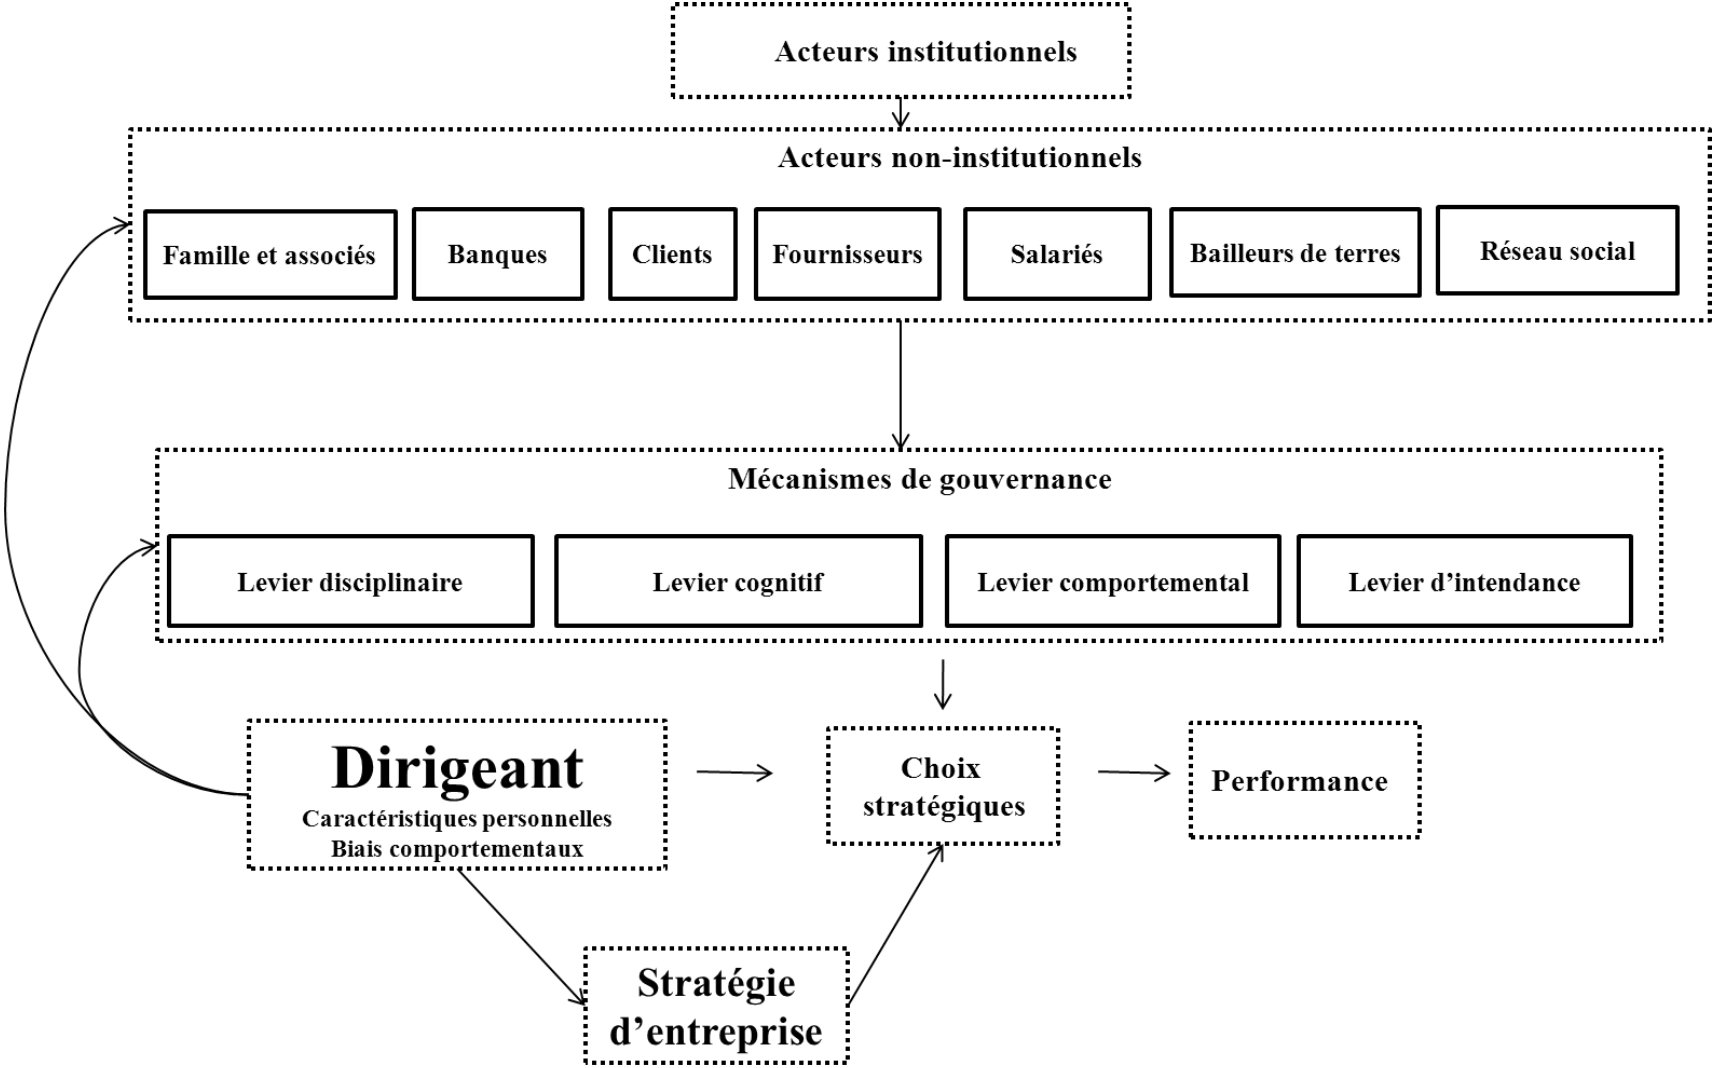 Acteurs institutionnels
Acteurs non-institutionnels
Famille et associés
Banques
Clients
Fournisseurs
Salariés
Bailleurs de terres
Réseau social
Mécanismes de gouvernance
Levier disciplinaire
Levier cognitif
Levier comportemental
Levier d’intendance
Dirigeant
Caractéristiques personnelles
Biais comportementaux
Choix
stratégiques
Performance
Stratégie
d’entreprise